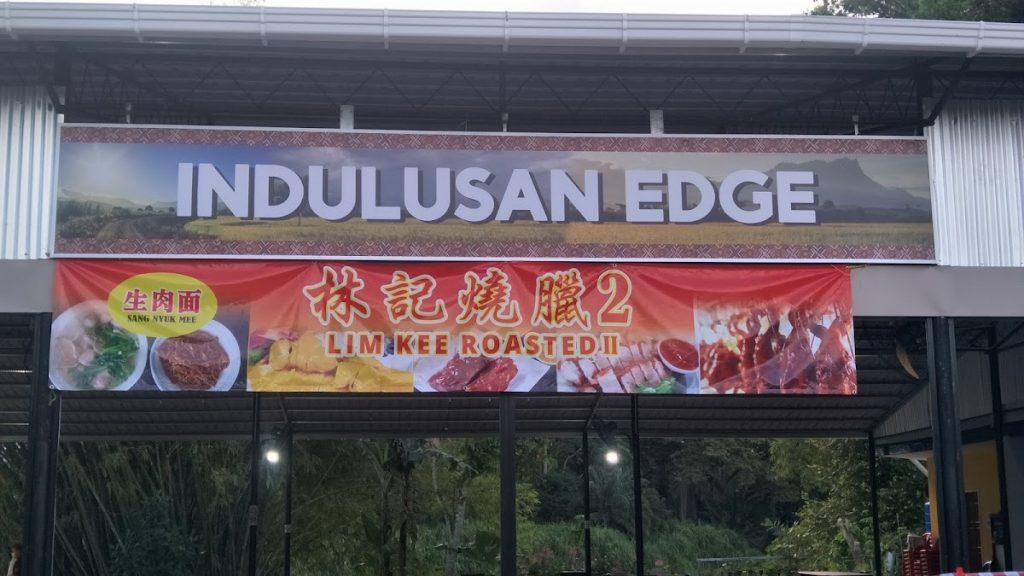 INDULUSAN EDGE
生肉面
SANG NYUK MEE
林記燒臘2
LIM KEE ROASTED II